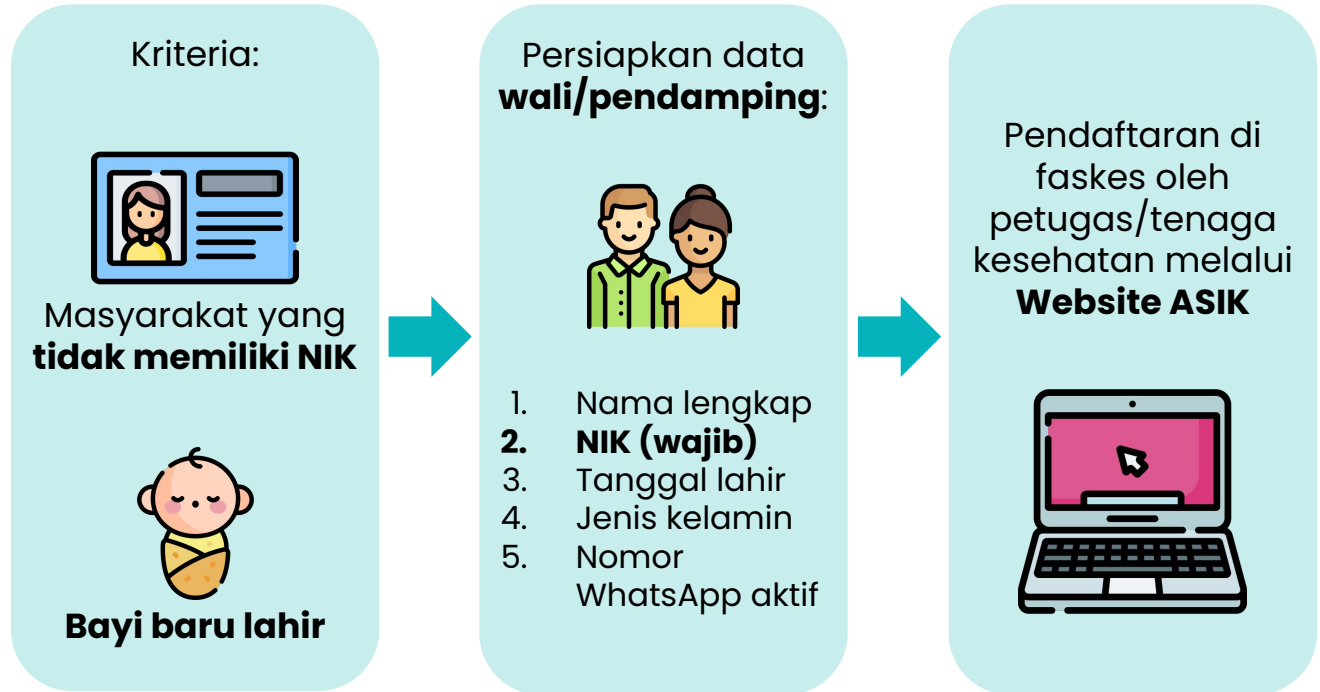 Kriteria:
Masyarakat yang
tidak memiliki NIK
Bayi baru lahir
Persiapkan data
wali/pendamping:
1. Nama lengkap
2. NIK (wajib)
3. Tanggal lahir
4. Jenis kelamin
5. Nomor
WhatsApp aktif
Pendaftaran di
faskes oleh
petugas/tenaga
kesehatan melalui
Website ASIK